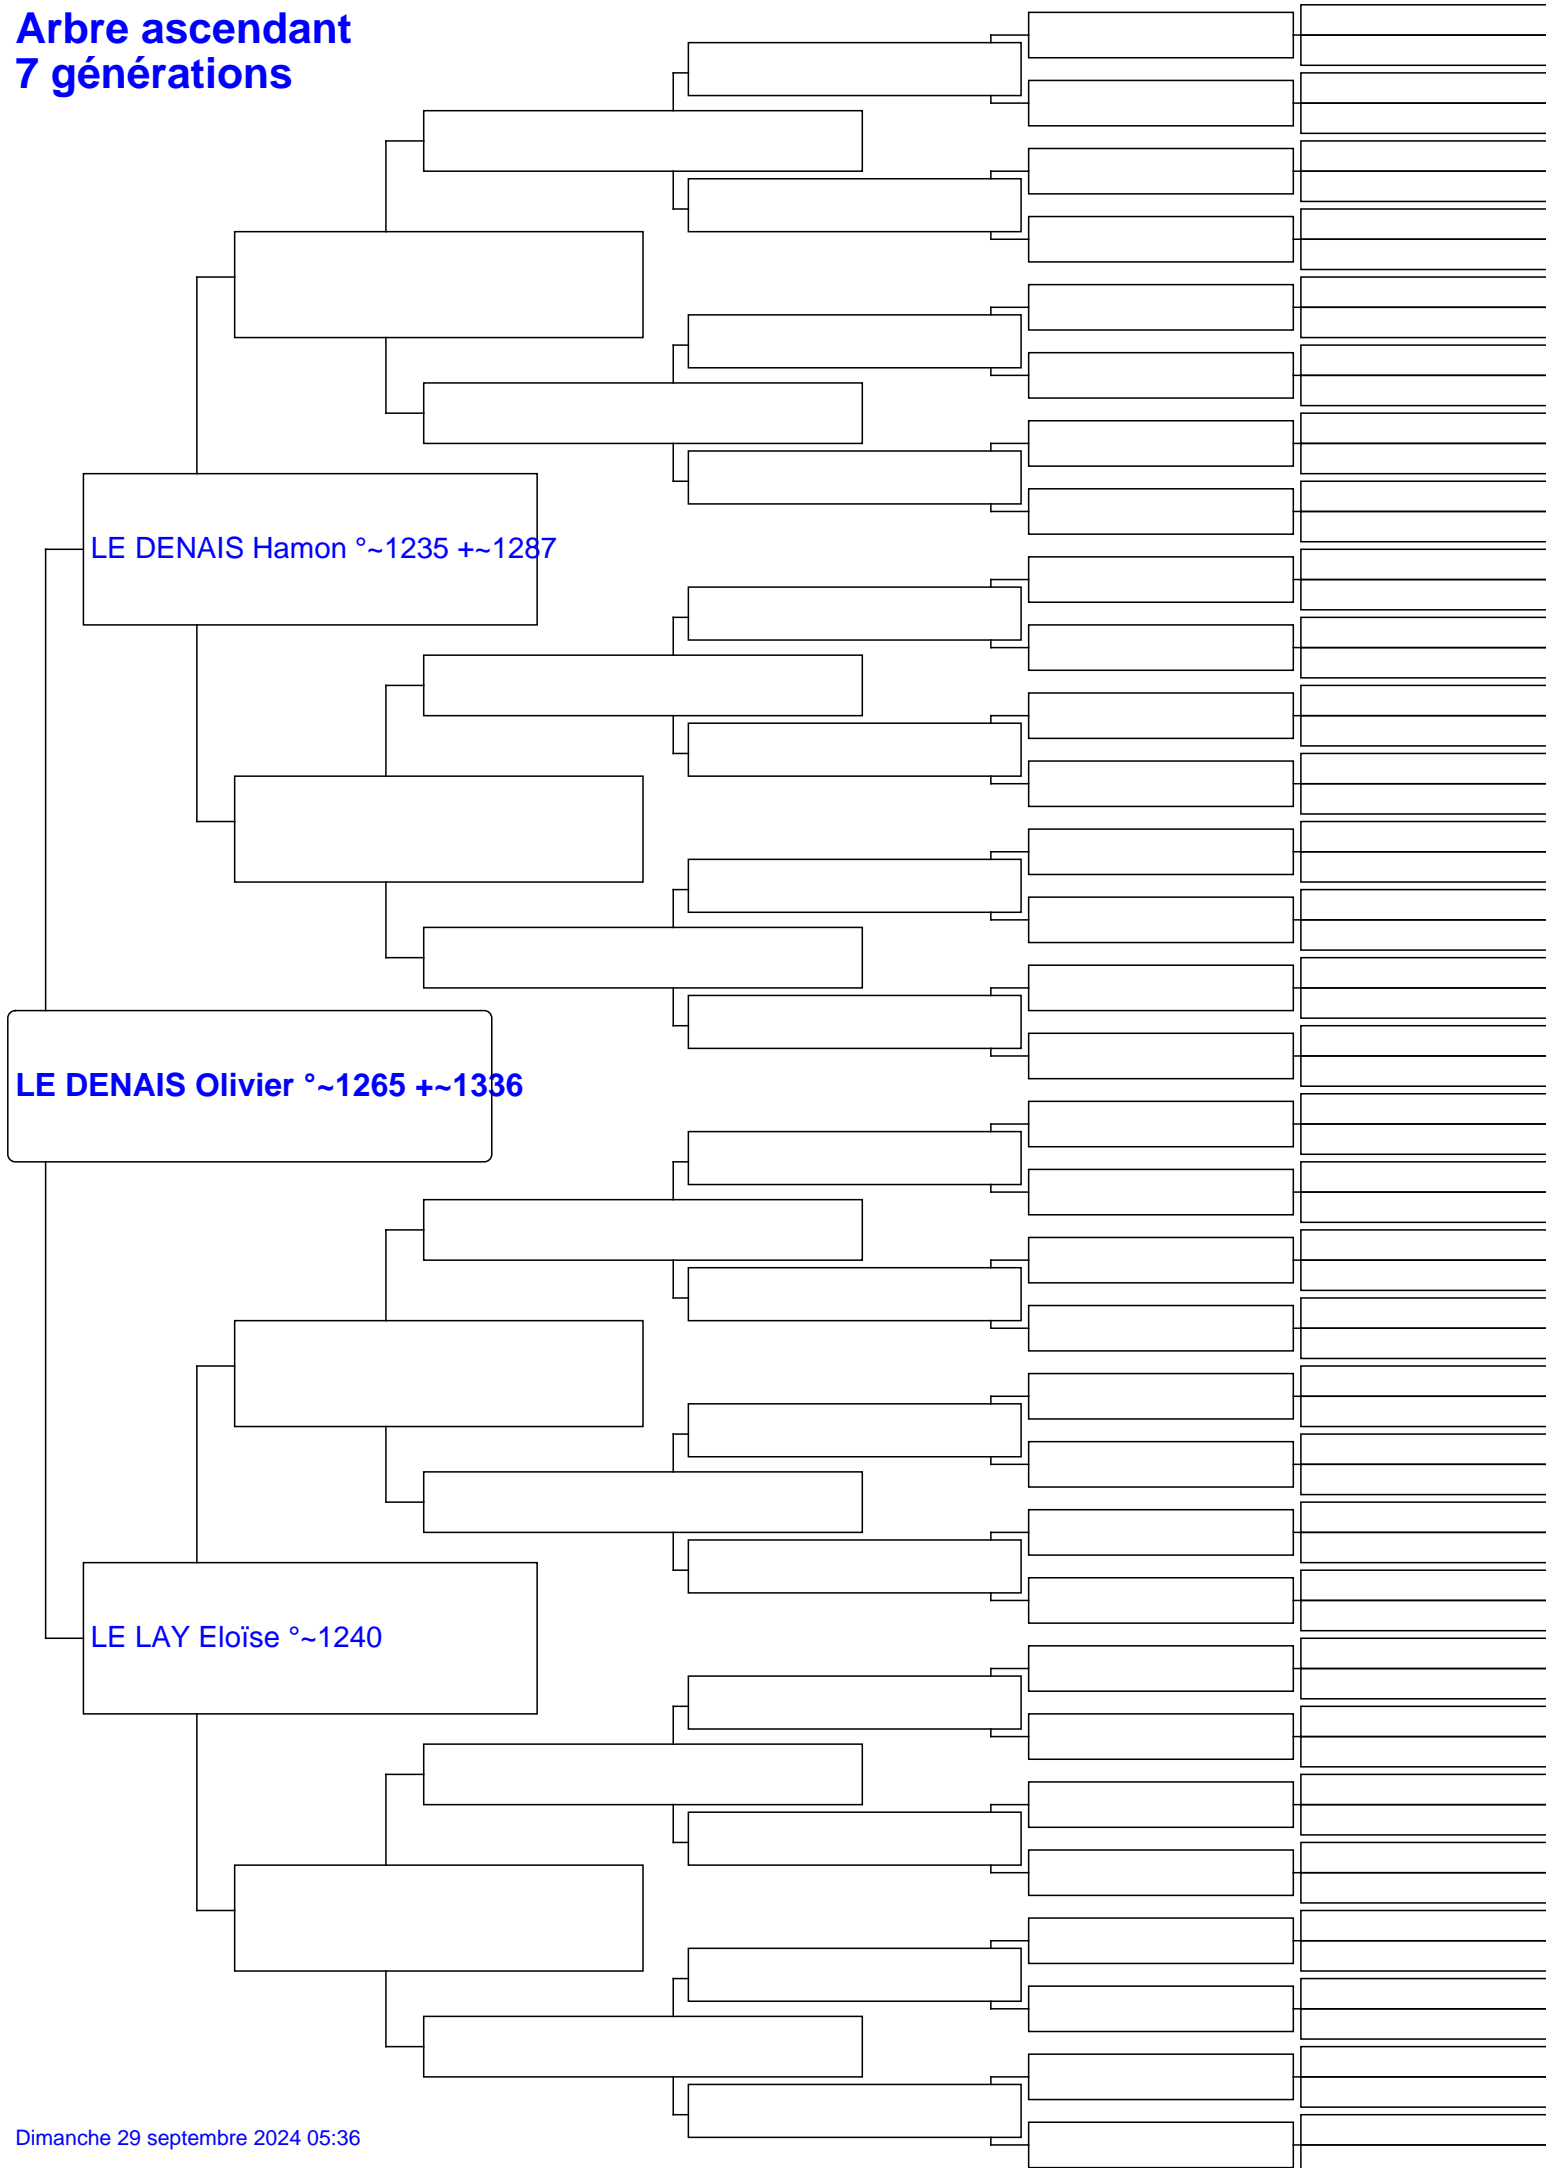 Arbre ascendant
7 générations
LE DENAIS Hamon °~1235 +~1287
LE DENAIS Olivier °~1265 +~1336
LE LAY Eloïse °~1240
Dimanche 29 septembre 2024 05:36